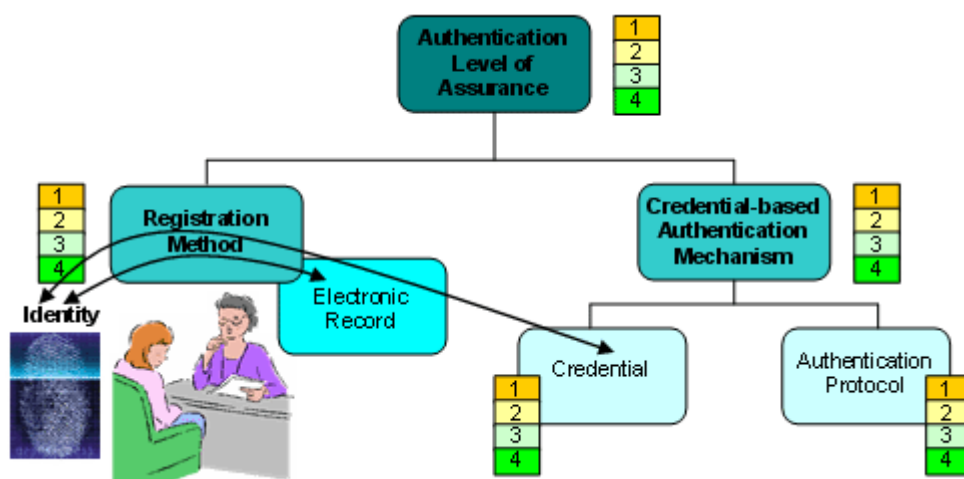 Authentication
Level of
Assurance
1
2
3
4
1
2
3
4
Registration
Method
Credential-based
Authentication
Mechanism
1
2
3
4
Identity
Electronic
Record
Credential
1
2
3
4
Authentication
Protocol
1
2
3
4